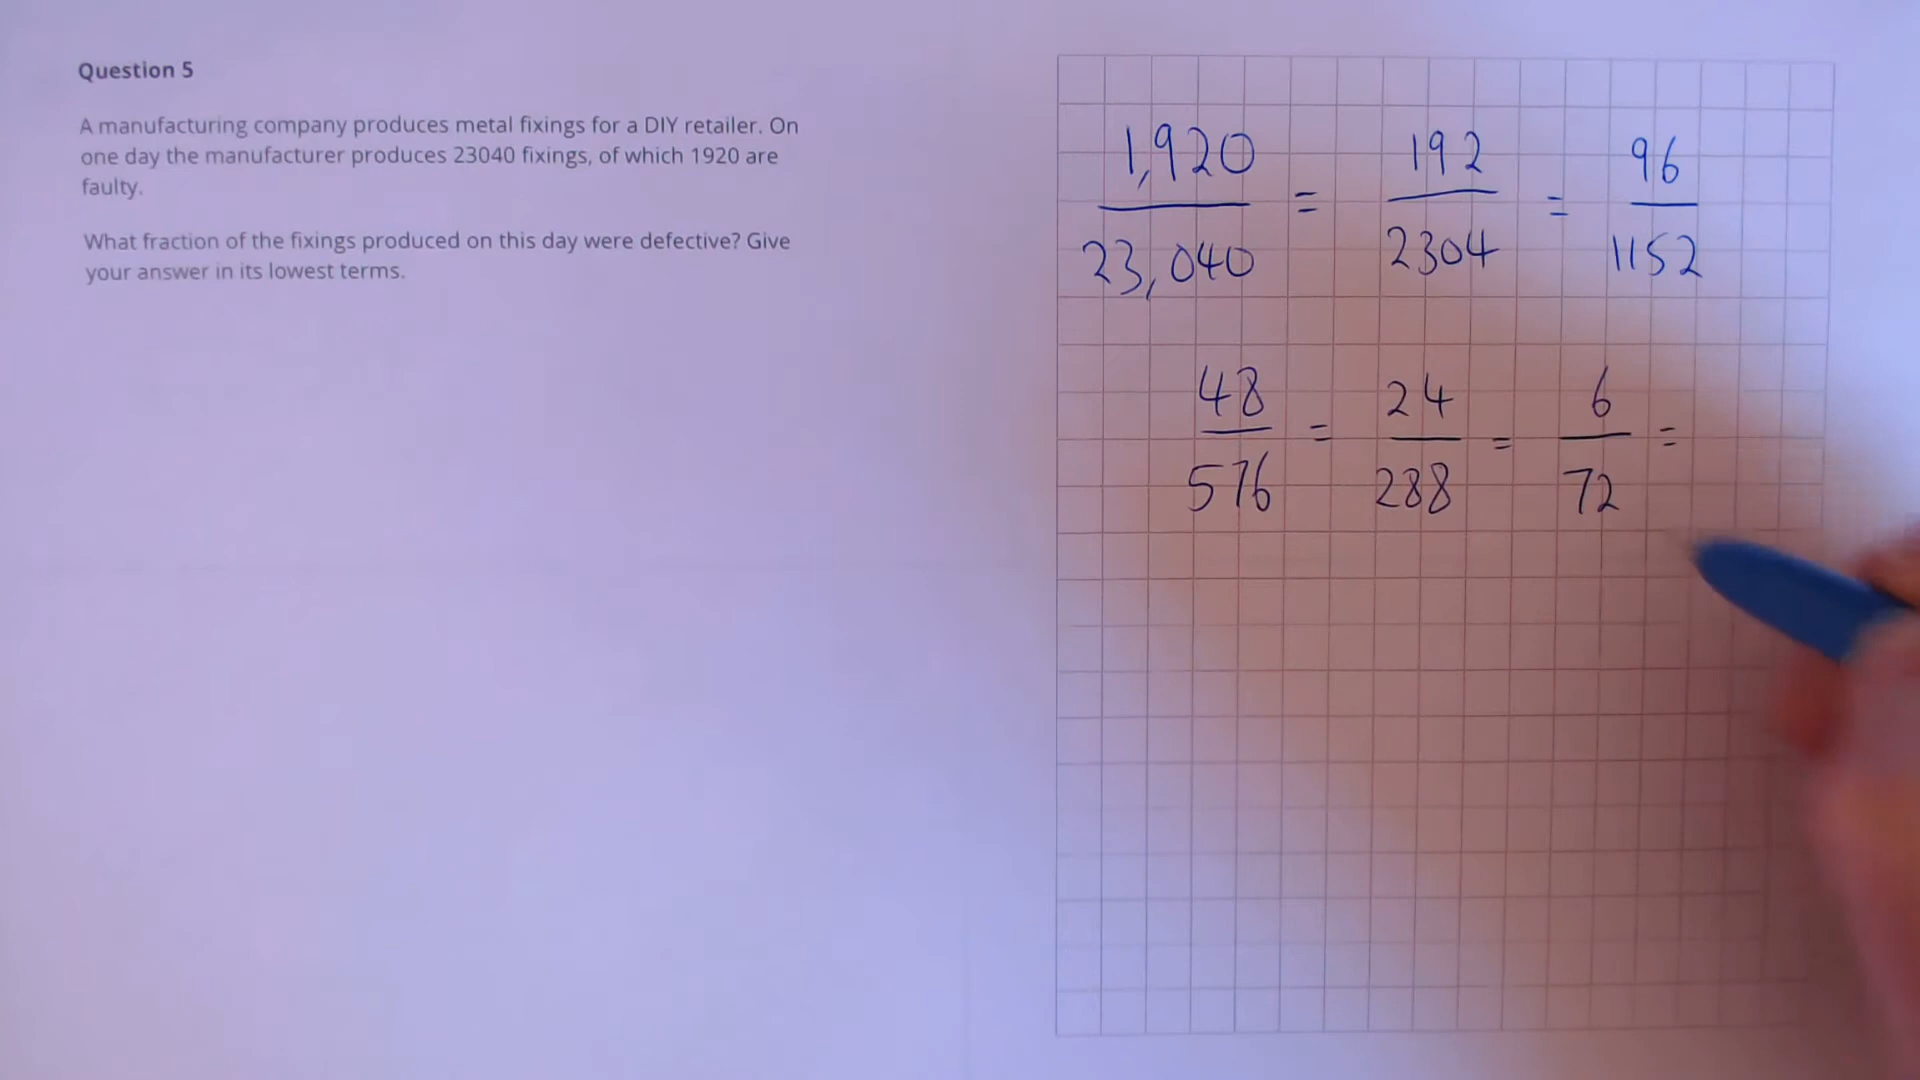 Question 5
A manufacturing company produces metal fixings for a DIY retailer. On
one day the manufacturer produces 23040 fixings, of which 1920 are
faulty.
What fraction of the fixings produced on this day were defective? Give
your answer in its lowest terms.
1,920/23,040 = 192/2304 = 96/1152
48/576 = 24/288 = 6/72 =